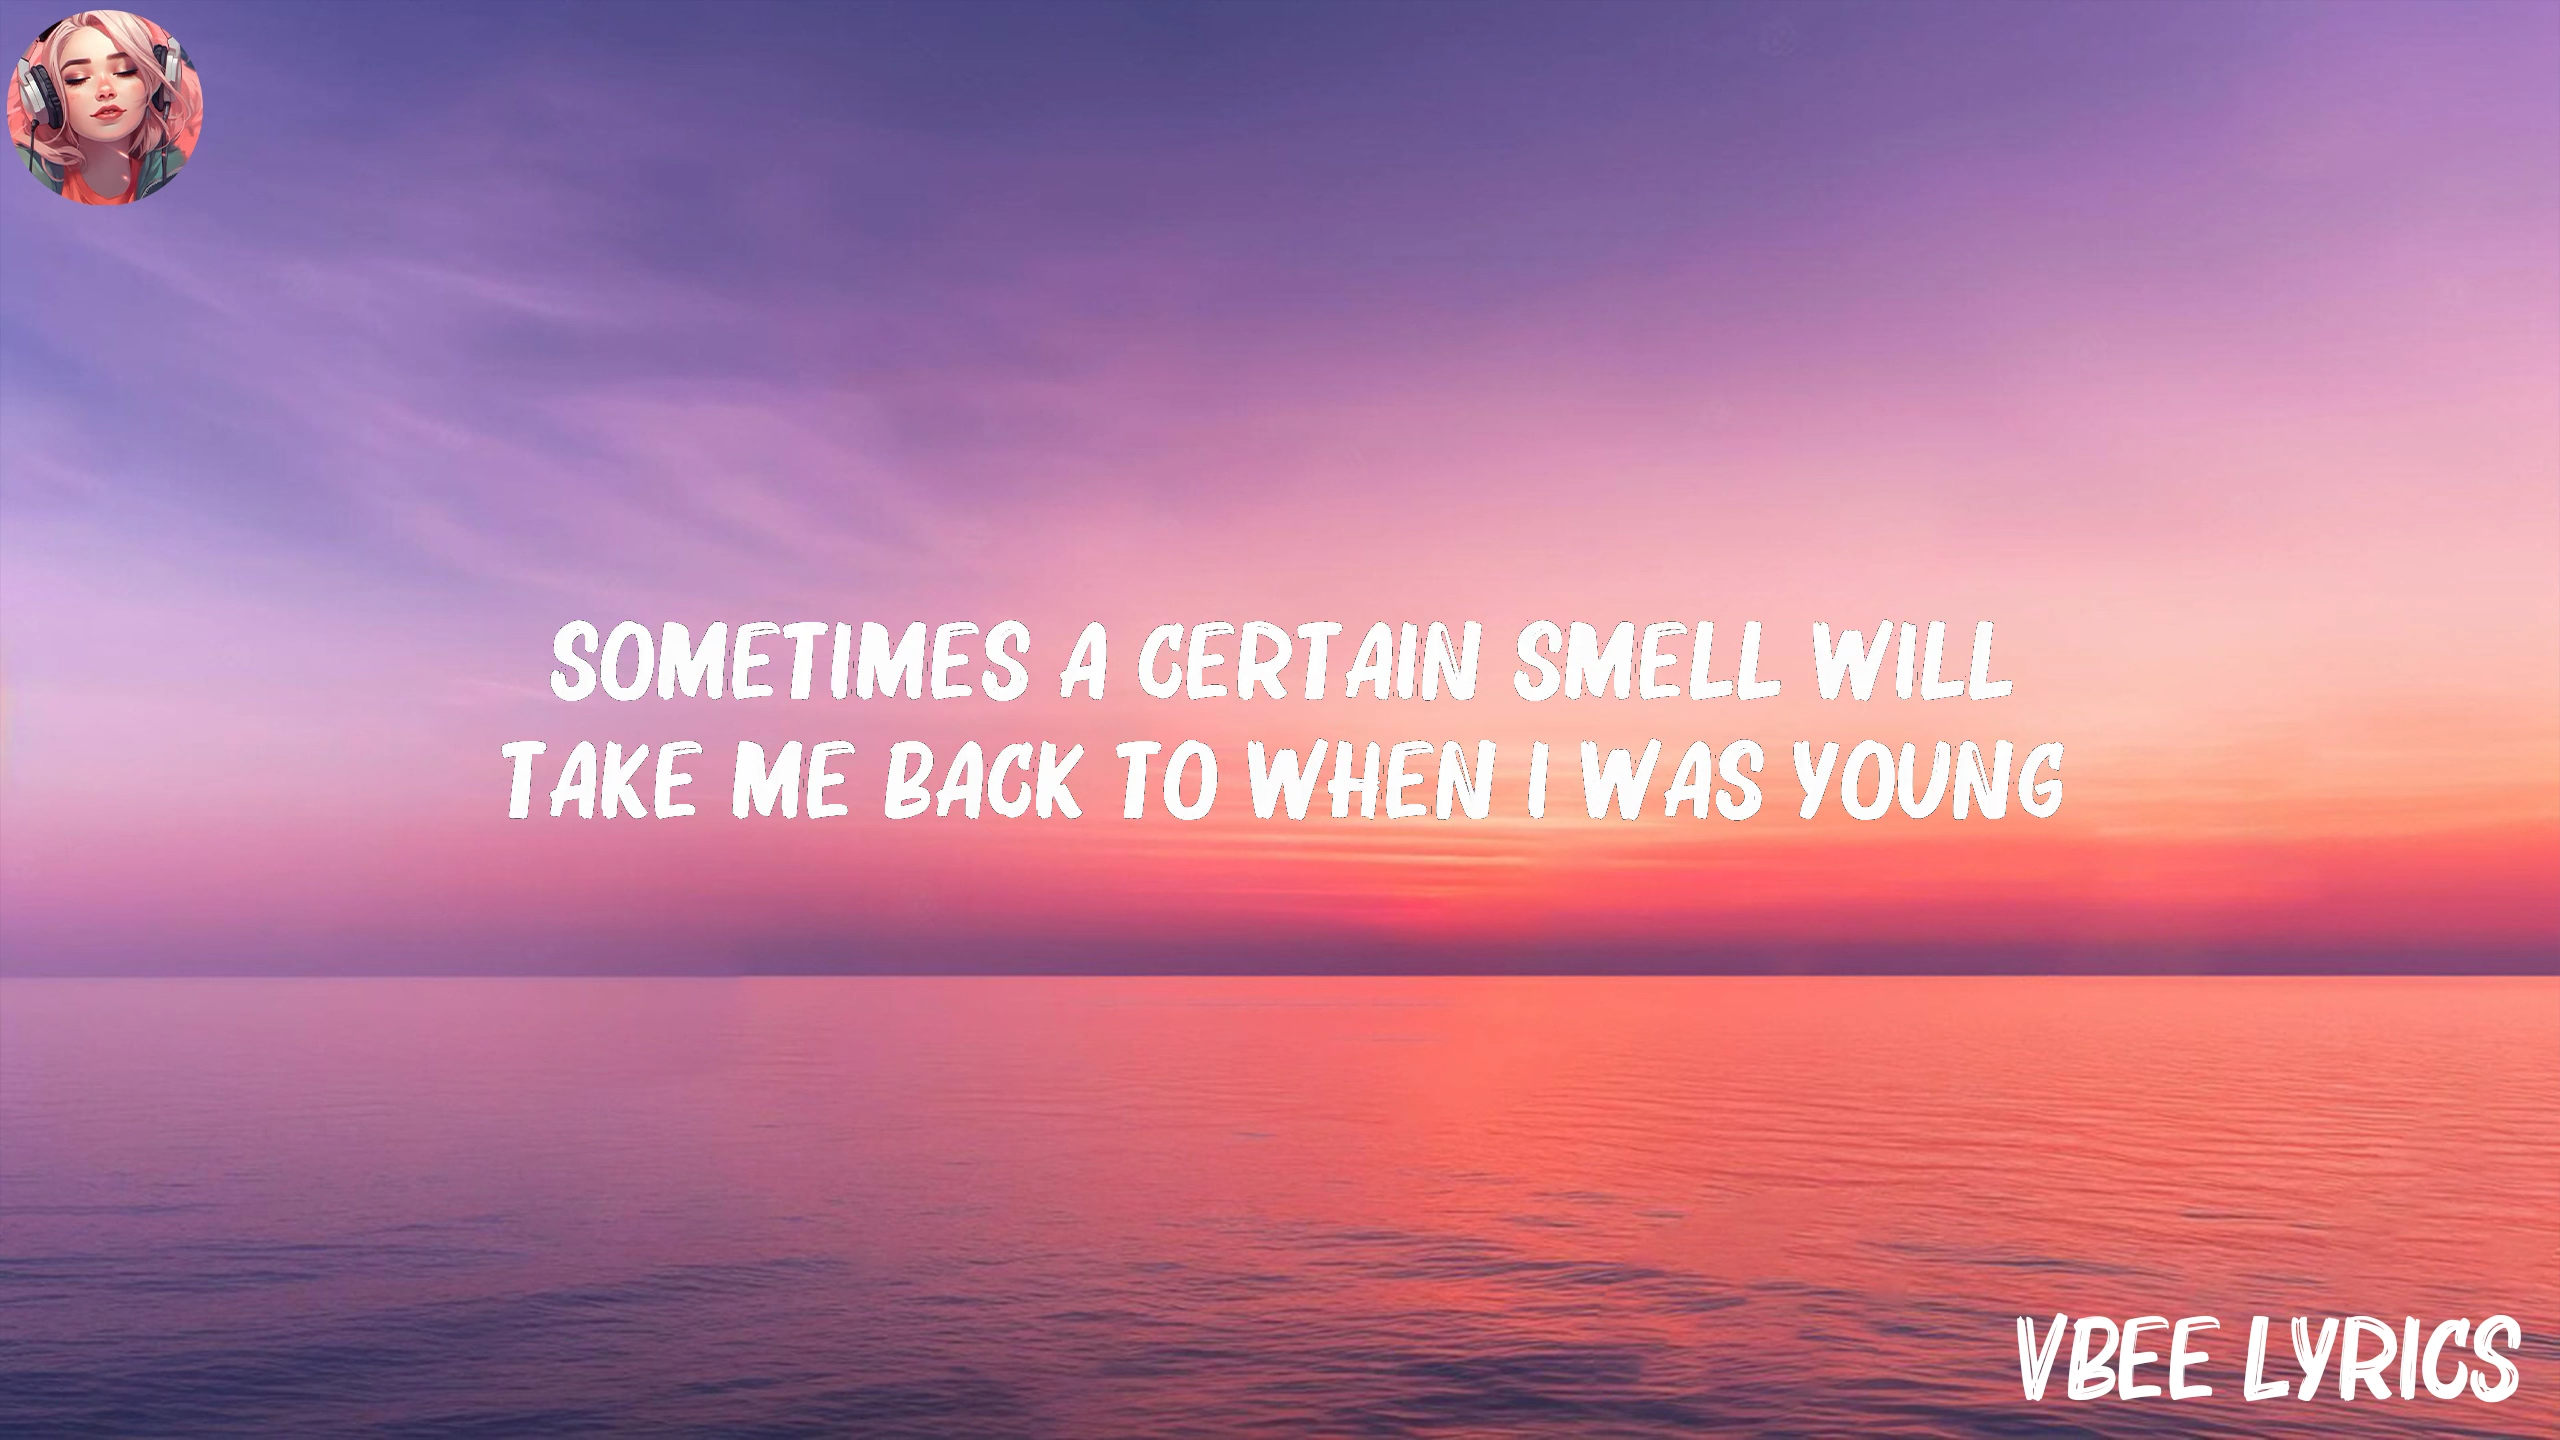 SOMETIMES A CERTAIN SMELL WILL
TAKE ME BACK TO WHEN I WAS YOUNG
VBEE LYRICS